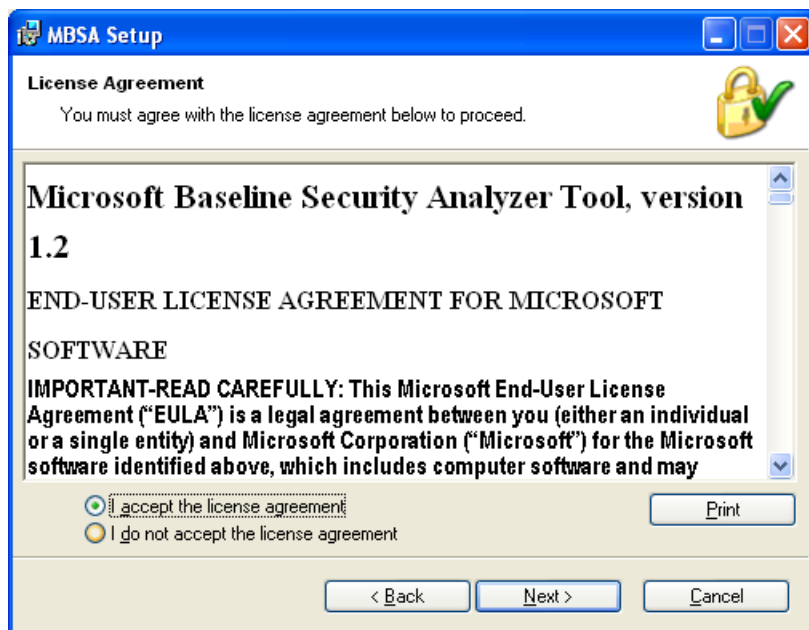 MBSA Setup
License Agreement
You must agree with the license agreement below to proceed.
Microsoft Baseline Security Analyzer Tool, version
1.2
END-USER LICENSE AGREEMENT FOR MICROSOFT
SOFTWARE
IMPORTANT-READ CAREFULLY: This Microsoft End-User License
Agreement (“EULA”) is a legal agreement between you (either an individual
or a single entity) and Microsoft Corporation (“Microsoft”) for the Microsoft
software identified above, which includes computer software and may
I accept the license agreement
Print
I do not accept the license agreement
< Back
Next >
Cancel